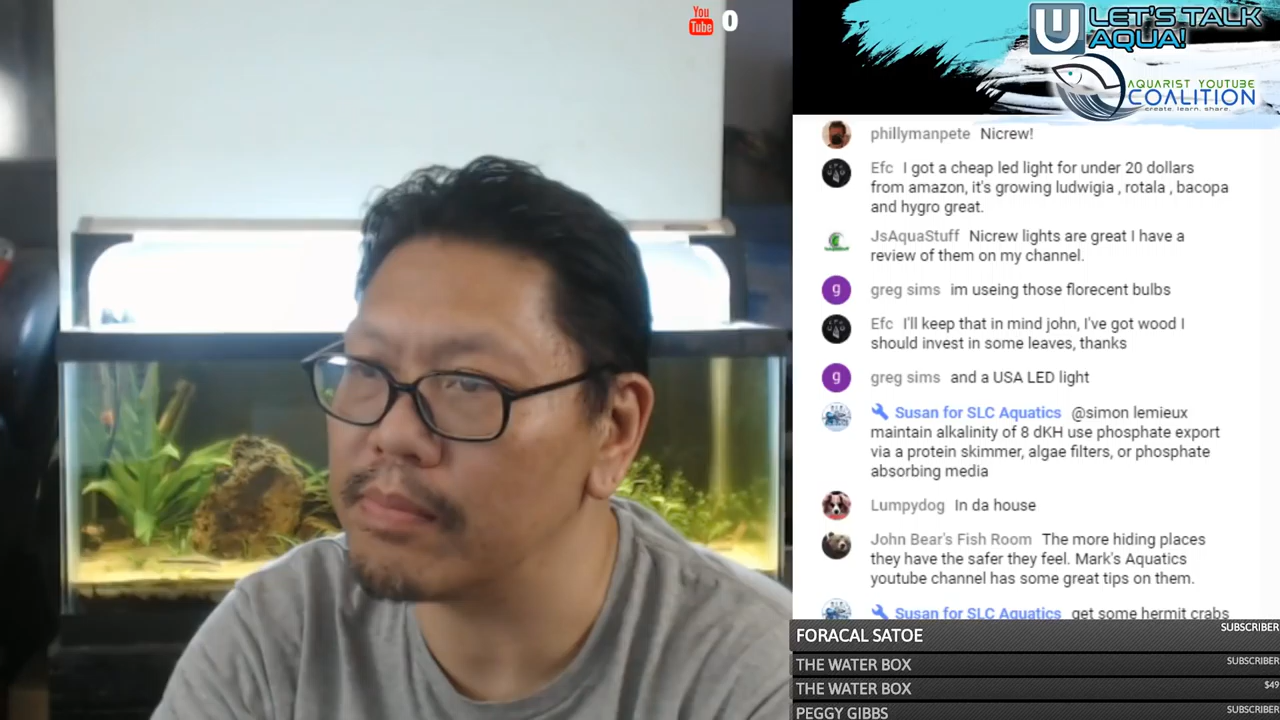 You
Tube 0
LET'S TALK
AQUA!
AQUARIST YOUTUBE
COALITION
create. learn. share.
phillymanpete Nicrew!
Efc I got a cheap led light for under 20 dollars
from amazon, it's growing ludwigia , rotala , bacopa
and hygro great.
JsAquaStuff Nicrew lights are great I have a
review of them on my channel.
g greg sims im useing those florecent bulbs
Efc I'll keep that in mind john, I've got wood I
should invest in some leaves, thanks
g greg sims and a USA LED light
Susan for SLC Aquatics @simon lemieux
maintain alkalinity of 8 dKH use phosphate export
via a protein skimmer, algae filters, or phosphate
absorbing media
Lumpydog In da house
John Bear's Fish Room The more hiding places
they have the safer they feel. Mark's Aquatics
youtube channel has some great tips on them.
Susan for SLC Aquatics get some hermit crabs
FORACAL SATOE SUBSCRIBER
THE WATER BOX SUBSCRIBER
THE WATER BOX $49
PEGGY GIBBS SUBSCRIBER